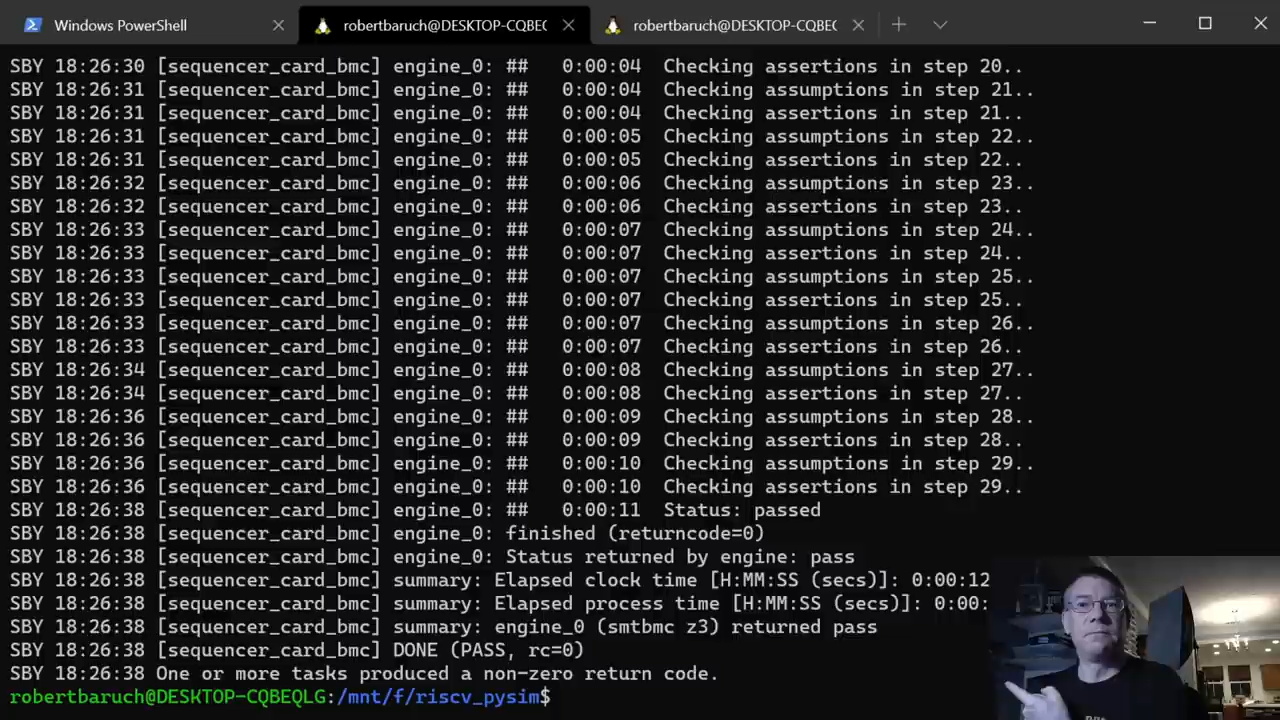 Windows PowerShell
robertbaruch@DESKTOP-CQBEQ
robertbaruch@DESKTOP-CQBEQ
SBY 18:26:30 [sequencer_card_bmc] engine_0: ##   0:00:04  Checking assertions in step 20..
SBY 18:26:31 [sequencer_card_bmc] engine_0: ##   0:00:04  Checking assumptions in step 21..
SBY 18:26:31 [sequencer_card_bmc] engine_0: ##   0:00:04  Checking assertions in step 21..
SBY 18:26:31 [sequencer_card_bmc] engine_0: ##   0:00:05  Checking assumptions in step 22..
SBY 18:26:31 [sequencer_card_bmc] engine_0: ##   0:00:05  Checking assertions in step 22..
SBY 18:26:32 [sequencer_card_bmc] engine_0: ##   0:00:06  Checking assumptions in step 23..
SBY 18:26:32 [sequencer_card_bmc] engine_0: ##   0:00:06  Checking assertions in step 23..
SBY 18:26:33 [sequencer_card_bmc] engine_0: ##   0:00:07  Checking assumptions in step 24..
SBY 18:26:33 [sequencer_card_bmc] engine_0: ##   0:00:07  Checking assertions in step 24..
SBY 18:26:33 [sequencer_card_bmc] engine_0: ##   0:00:07  Checking assumptions in step 25..
SBY 18:26:33 [sequencer_card_bmc] engine_0: ##   0:00:07  Checking assertions in step 25..
SBY 18:26:33 [sequencer_card_bmc] engine_0: ##   0:00:07  Checking assumptions in step 26..
SBY 18:26:33 [sequencer_card_bmc] engine_0: ##   0:00:07  Checking assertions in step 26..
SBY 18:26:34 [sequencer_card_bmc] engine_0: ##   0:00:08  Checking assumptions in step 27..
SBY 18:26:34 [sequencer_card_bmc] engine_0: ##   0:00:08  Checking assertions in step 27..
SBY 18:26:36 [sequencer_card_bmc] engine_0: ##   0:00:09  Checking assumptions in step 28..
SBY 18:26:36 [sequencer_card_bmc] engine_0: ##   0:00:09  Checking assertions in step 28..
SBY 18:26:36 [sequencer_card_bmc] engine_0: ##   0:00:10  Checking assumptions in step 29..
SBY 18:26:36 [sequencer_card_bmc] engine_0: ##   0:00:10  Checking assertions in step 29..
SBY 18:26:38 [sequencer_card_bmc] engine_0: ##   0:00:11  Status: passed
SBY 18:26:38 [sequencer_card_bmc] engine_0: finished (returncode=0)
SBY 18:26:38 [sequencer_card_bmc] engine_0: Status returned by engine: pass
SBY 18:26:38 [sequencer_card_bmc] summary: Elapsed clock time [H:MM:SS (secs)]: 0:00:12
SBY 18:26:38 [sequencer_card_bmc] summary: Elapsed process time [H:MM:SS (secs)]: 0:00:
SBY 18:26:38 [sequencer_card_bmc] summary: engine_0 (smtbmc z3) returned pass
SBY 18:26:38 [sequencer_card_bmc] DONE (PASS, rc=0)
SBY 18:26:38 One or more tasks produced a non-zero return code.
robertbaruch@DESKTOP-CQBEQLG:/mnt/f/riscv_pysim$